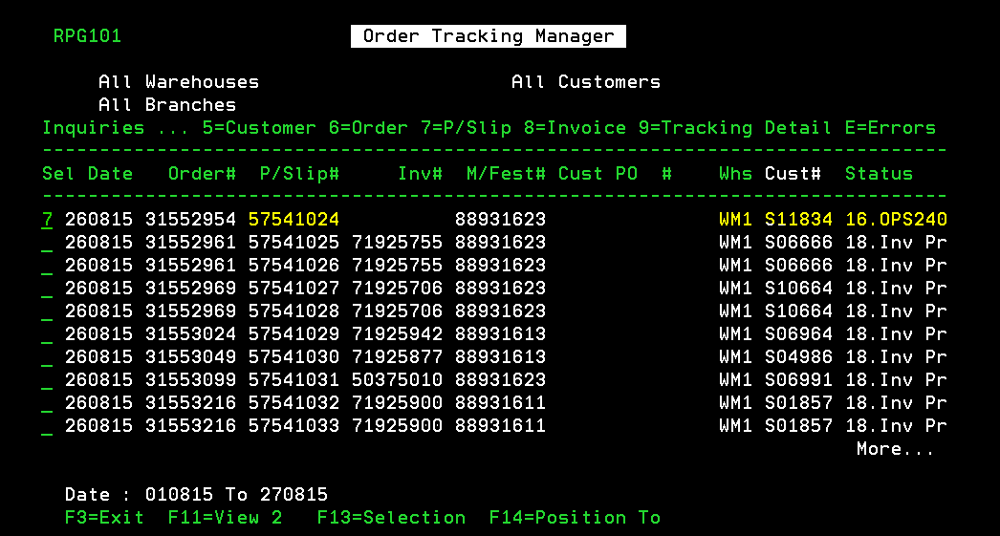 RPG101 Order Tracking Manager
All Warehouses All Customers
All Branches
Inquiries ... 5=Customer 6=Order 7=P/Slip 8=Invoice 9=Tracking Detail E=Errors
-------------------------------------------------------------------------------
Sel Date Order# P/Slip# Inv# M/Fest# Cust PO # Whs Cust# Status
-------------------------------------------------------------------------------
7 260815 31552954 57541024 88931623 WM1 S11834 16.OPS240
_ 260815 31552961 57541025 71925755 88931623 WM1 S06666 18.Inv Pr
_ 260815 31552961 57541026 71925755 88931623 WM1 S06666 18.Inv Pr
_ 260815 31552969 57541027 71925706 88931623 WM1 S10664 18.Inv Pr
_ 260815 31552969 57541028 71925706 88931623 WM1 S10664 18.Inv Pr
_ 260815 31553024 57541029 71925942 88931613 WM1 S06964 18.Inv Pr
_ 260815 31553049 57541030 71925877 88931613 WM1 S04986 18.Inv Pr
_ 260815 31553099 57541031 50375010 88931623 WM1 S06991 18.Inv Pr
_ 260815 31553216 57541032 71925900 88931611 WM1 S01857 18.Inv Pr
_ 260815 31553216 57541033 71925900 88931611 WM1 S01857 18.Inv Pr
More...
Date : 010815 To 270815
F3=Exit F11=View 2 F13=Selection F14=Position To